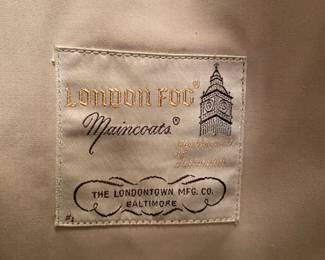 LONDON FOG®
Maincoats®
THE LONDONTOWN MFG. CO.
BALTIMORE